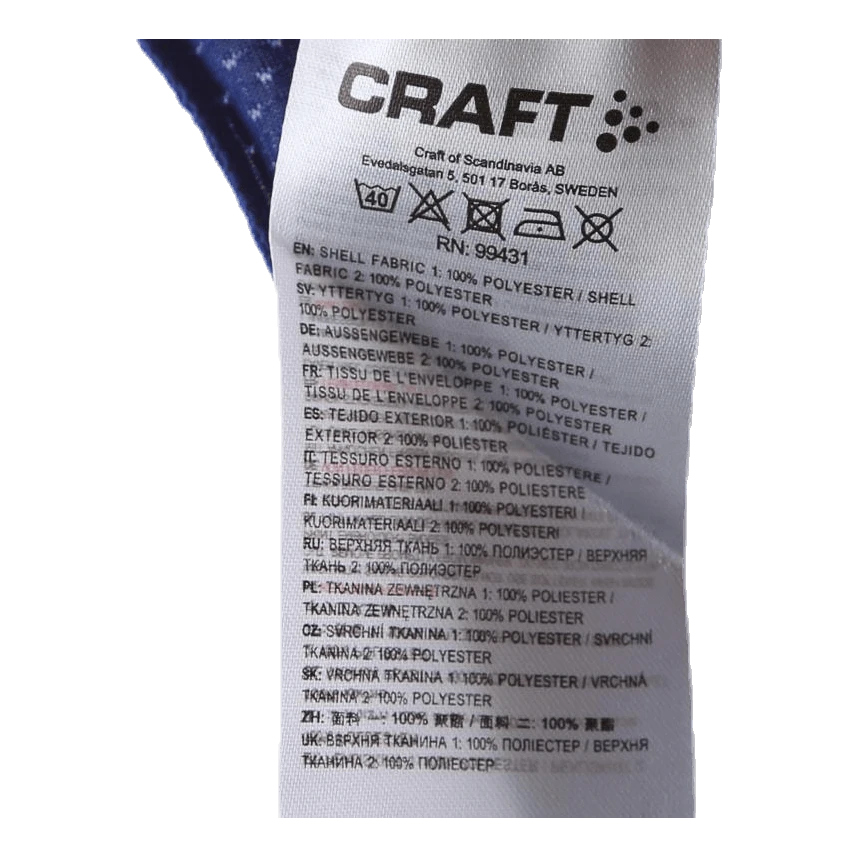 CRAFT
Craft of Scandinavia AB
Evedalsgatan 5, 501 17 Borås, SWEDEN
40
RN: 99431
EN: SHELL FABRIC 1: 100% POLYESTER / SHELL
FABRIC 2: 100% POLYESTER
SV: YTTERTYG 1: 100% POLYESTER / YTTERTYG 2:
100% POLYESTER
DE: AUSSENGEWEBE 1: 100% POLYESTER /
AUSSENGEWEBE 2: 100% POLYESTER
FR: TISSU DE L'ENVELOPPE 1: 100% POLYESTER /
TISSU DE L'ENVELOPPE 2: 100% POLYESTER
ES: TEJIDO EXTERIOR 1: 100% POLIÉSTER / TEJIDO
EXTERIOR 2: 100% POLIÉSTER
IT: TESSURO ESTERNO 1: 100% POLIESTERE /
TESSURO ESTERNO 2: 100% POLIESTERE
FI: KUORIMATERIAALI 1: 100% POLYESTERI /
KUORIMATERIAALI 2: 100% POLYESTERI
RU: ВЕРХНЯЯ ТКАНЬ 1: 100% ПОЛИЭСТЕР / ВЕРХНЯЯ
ТКАНЬ 2: 100% ПОЛИЭСТЕР
PL: TKANINA ZEWNĘTRZNA 1: 100% POLIESTER /
TKANINA ZEWNĘTRZNA 2: 100% POLIESTER
CZ: SVRCHNÍ TKANINA 1: 100% POLYESTER / SVRCHNÍ
TKANINA 2: 100% POLYESTER
SK: VRCHNÁ TKANINA 1: 100% POLYESTER / VRCHNÁ
TKANINA 2: 100% POLYESTER
ZH: 面料 一: 100% 聚酯 / 面料 二: 100% 聚酯
UK: ВЕРХНЯ ТКАНИНА 1: 100% ПОЛІЕСТЕР / ВЕРХНЯ
ТКАНИНА 2: 100% ПОЛІЕСТЕР